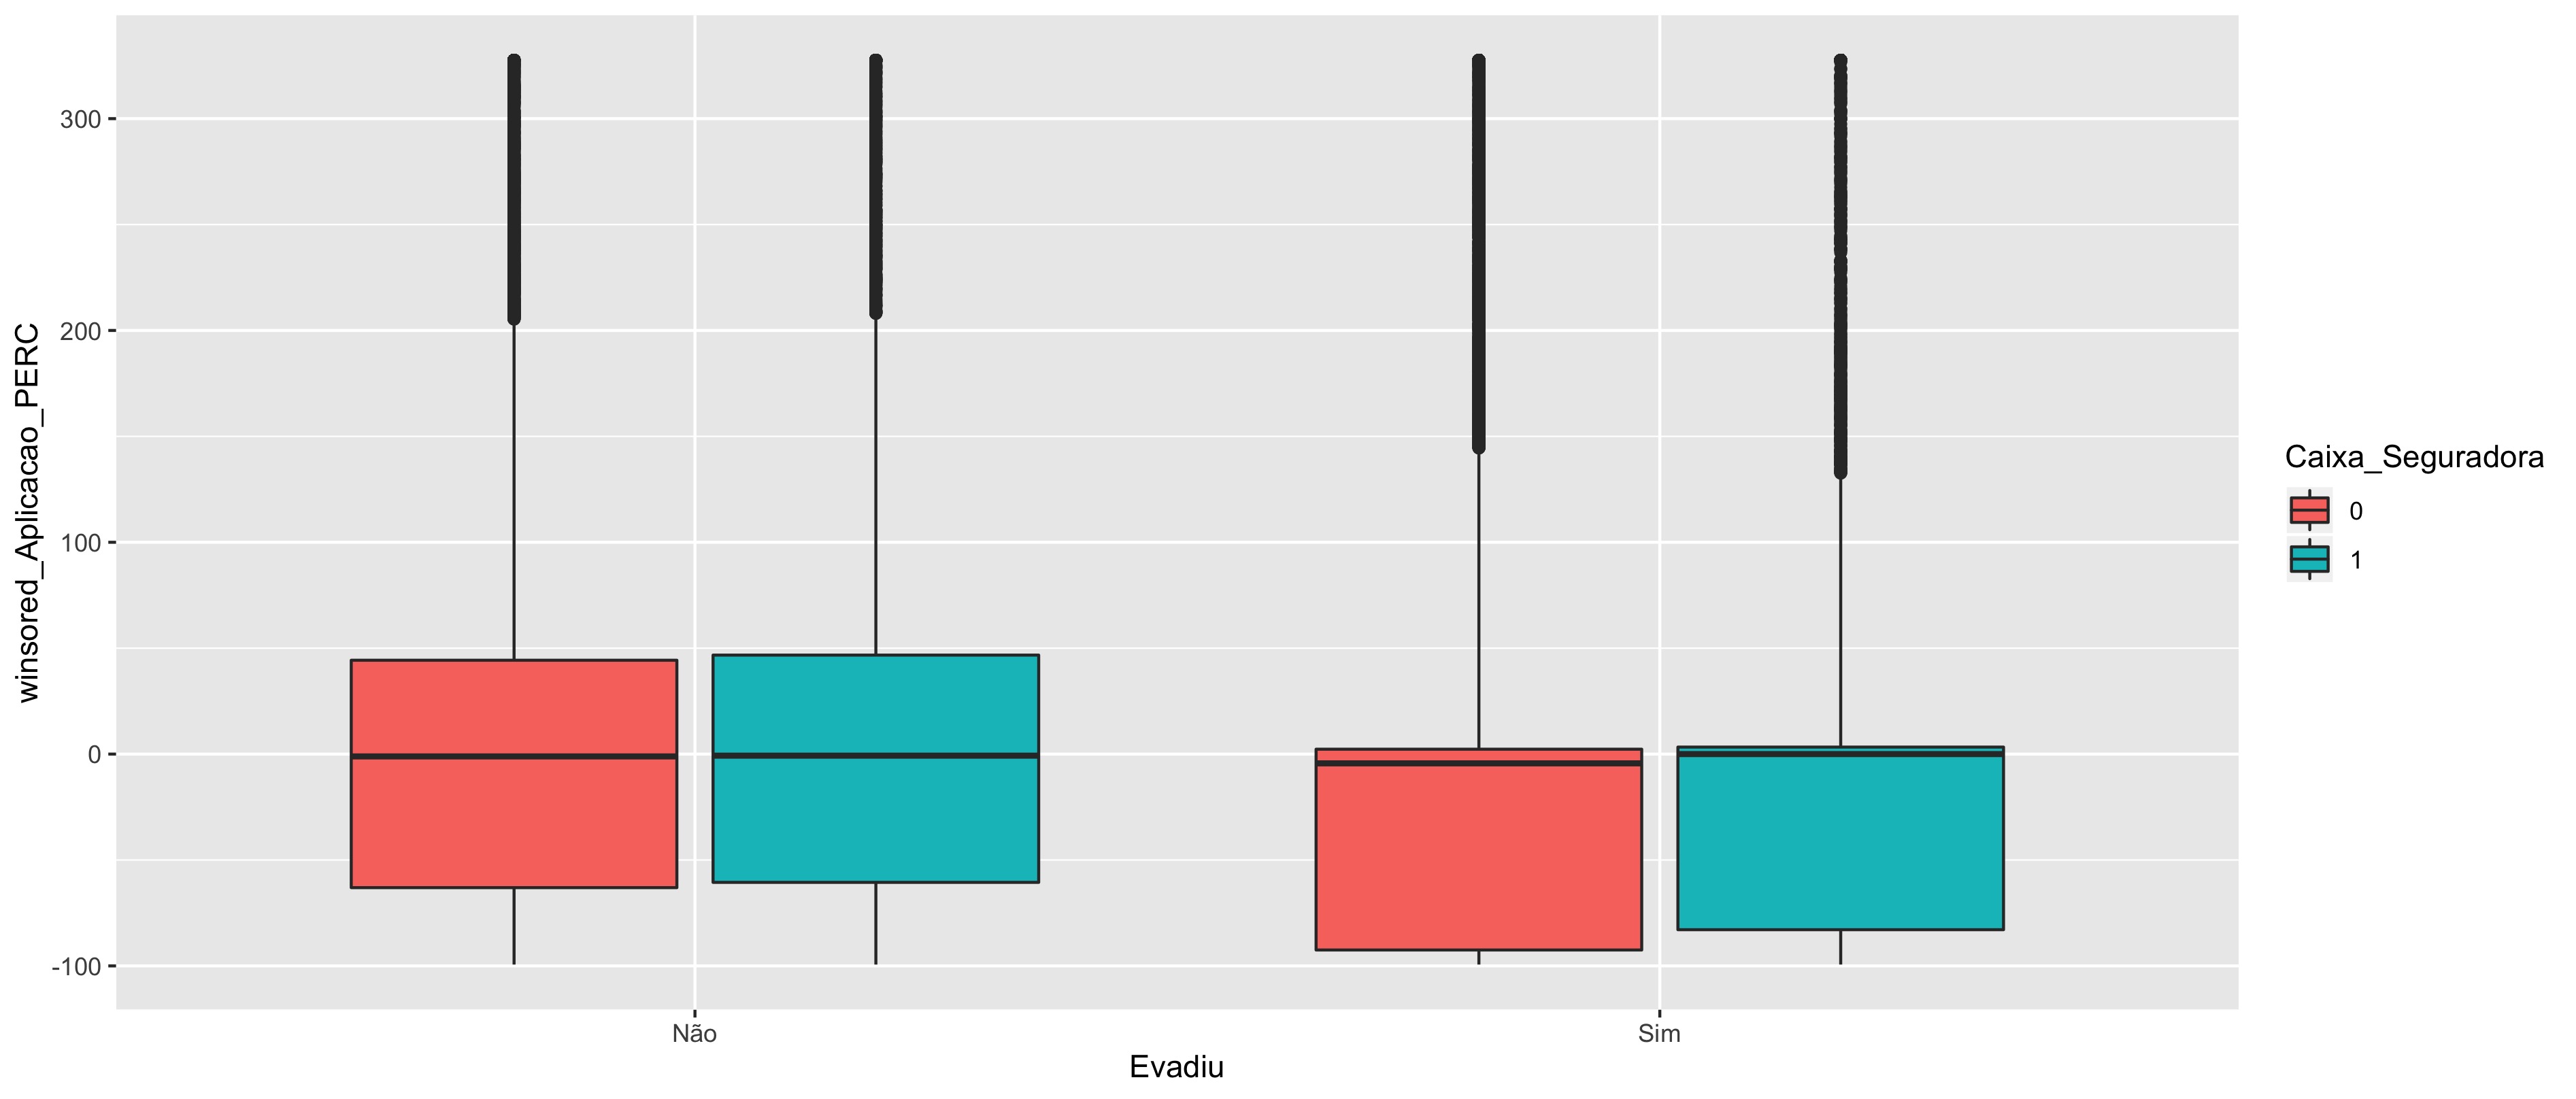 winsored_Aplicacao_PERC
300
200
100
0
-100
Não
Sim
Evadiu
Caixa_Seguradora
0
1